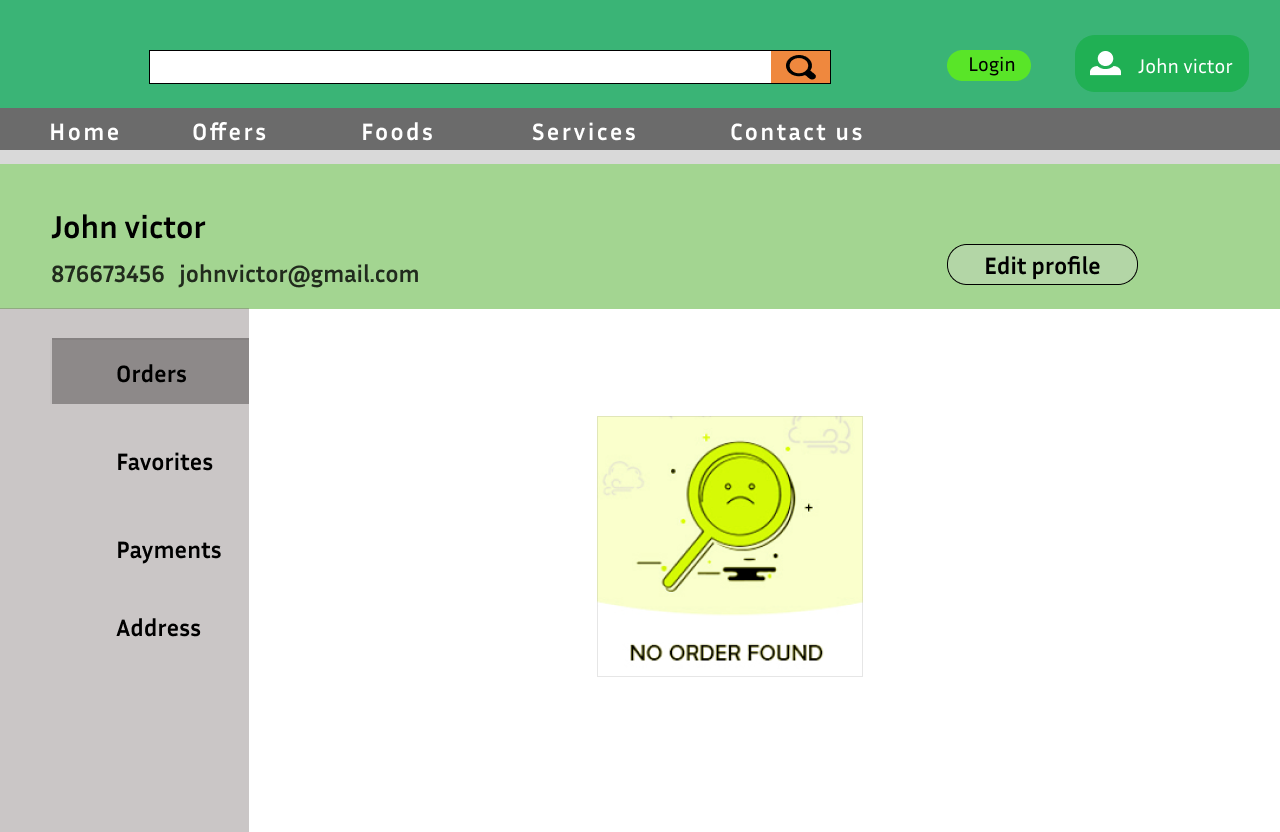 Login
John victor
Home Offers Foods Services Contact us
John victor
876673456 johnvictor@gmail.com
Edit profile
Orders
Favorites
Payments
Address
NO ORDER FOUND